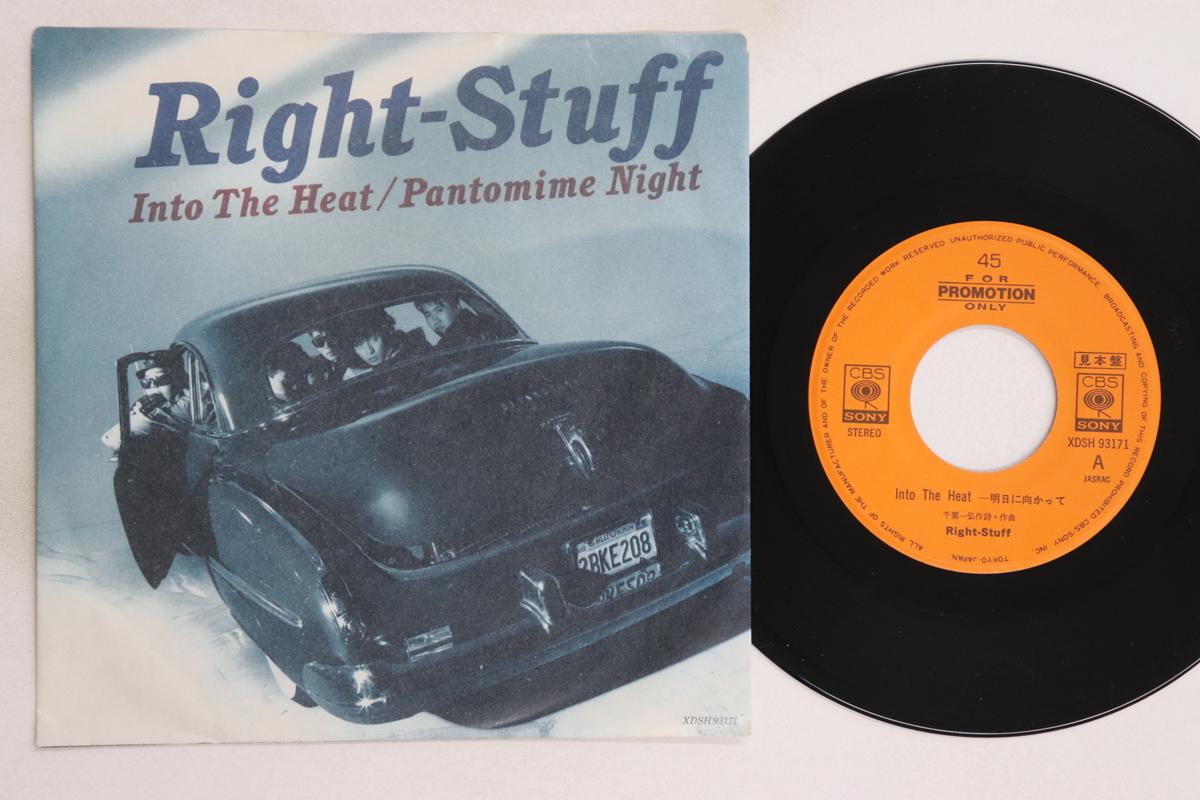 Right-Stuff
Into The Heat / Pantomime Night
CALIFORNIA
2BKE208
XDSH 93171
45
FOR
PROMOTION
ONLY
見本盤
CBS
SONY
STEREO
CBS
SONY
XDSH 93171
A
JASRAC
Into The Heat —明日に向かって
千葉一弘作詩・作曲
Right-Stuff
ALL RIGHTS OF THE MANUFACTURER AND OF THE OWNER OF THE RECORDED WORK RESERVED UNAUTHORIZED PUBLIC PERFORMANCE, BROADCASTING AND COPYING OF THIS RECORD PROHIBITED CBS/SONY INC. TOKYO JAPAN